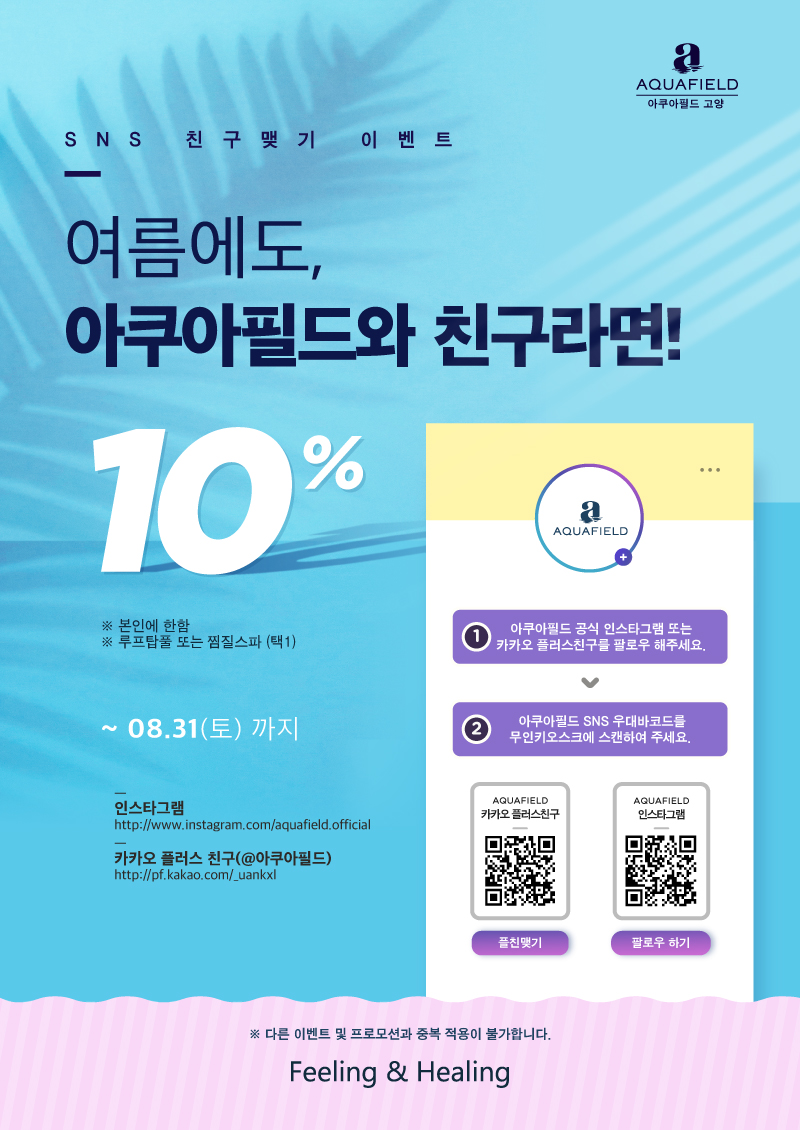 a
AQUAFIELD
아쿠아필드 고양
SNS 친구맺기 이벤트
여름에도,
아쿠아필드와 친구라면!
10%
※ 본인에 한함
※ 루프탑풀 또는 찜질스파 (택1)
~ 08.31(토) 까지
인스타그램
http://www.instagram.com/aquafield.official
카카오 플러스 친구(@아쿠아필드)
http://pf.kakao.com/_uankxl
a
AQUAFIELD
1 아쿠아필드 공식 인스타그램 또는
카카오 플러스친구를 팔로우 해주세요.
2 아쿠아필드 SNS 우대바코드를
무인키오스크에 스캔하여 주세요.
AQUAFIELD
카카오 플러스친구
플친맺기
AQUAFIELD
인스타그램
팔로우 하기
※ 다른 이벤트 및 프로모션과 중복 적용이 불가합니다.
Feeling & Healing